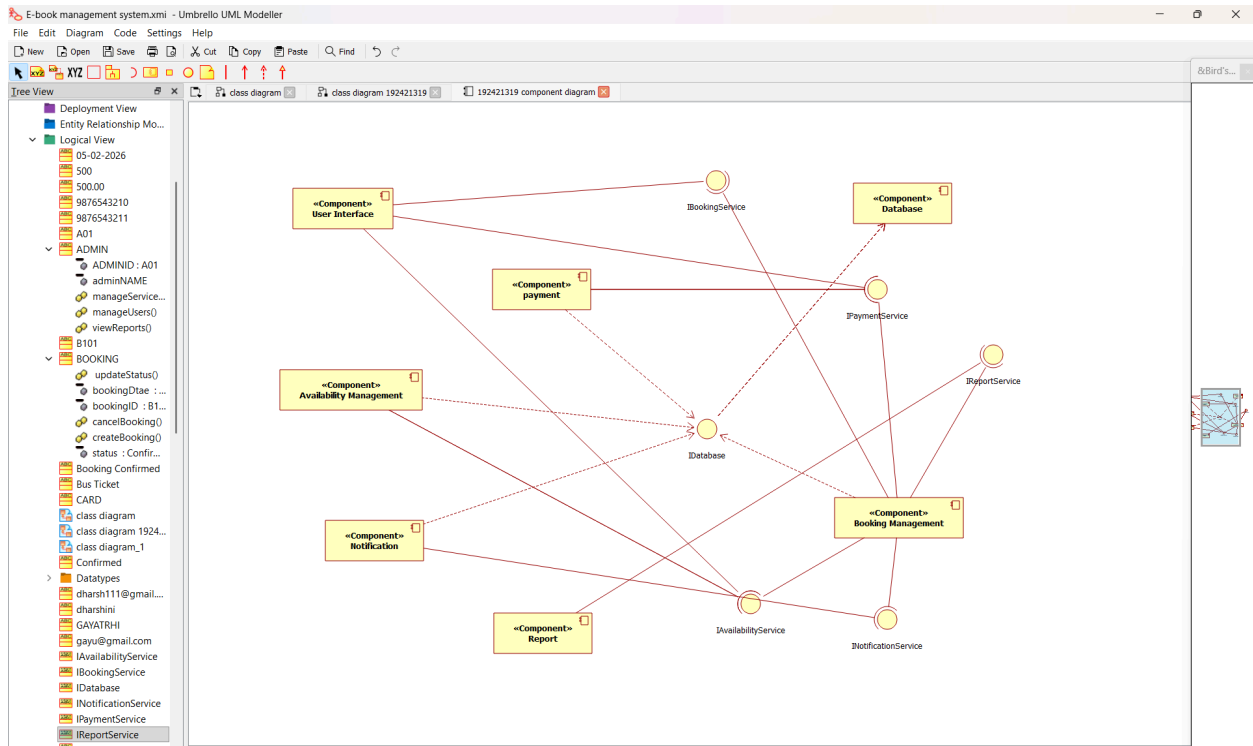 E-book management system.xmi - Umbrello UML Modeller
File Edit Diagram Code Settings Help
New Open Save Cut Copy Paste Find
XYZ XYZ
&Bird's...
Tree View
class diagram
class diagram 192421319
192421319 component diagram
Deployment View
Entity Relationship Mo...
Logical View
05-02-2026
500
500.00
9876543210
9876543211
A01
ADMIN
ADMINID : A01
adminNAME
manageService...
manageUsers()
viewReports()
B101
BOOKING
updateStatus()
bookingDtae : ...
bookingID : B1...
cancelBooking()
createBooking()
status : Confir...
Booking Confirmed
Bus Ticket
CARD
class diagram
class diagram 1924...
class diagram_1
Confirmed
Datatypes
dharsh111@gmail....
dharshini
GAYATRHI
gayu@gmail.com
IAvailabilityService
IBookingService
IDatabase
INotificationService
IPaymentService
IReportService
«Component»
User Interface
IBookingService
«Component»
Database
«Component»
payment
IPaymentService
IReportService
«Component»
Availability Management
IDatabase
«Component»
Booking Management
«Component»
Notification
IAvailabilityService
«Component»
Report
INotificationService